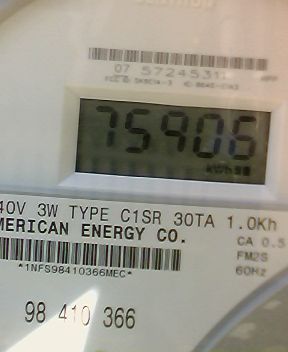 07 5724531
75906
kWh
40V 3W TYPE C1SR 30TA 1.0Kh
MERICAN ENERGY CO.
CA 0.5
FM2S
60Hz
*1NFS98410366MEC*
98 410 366